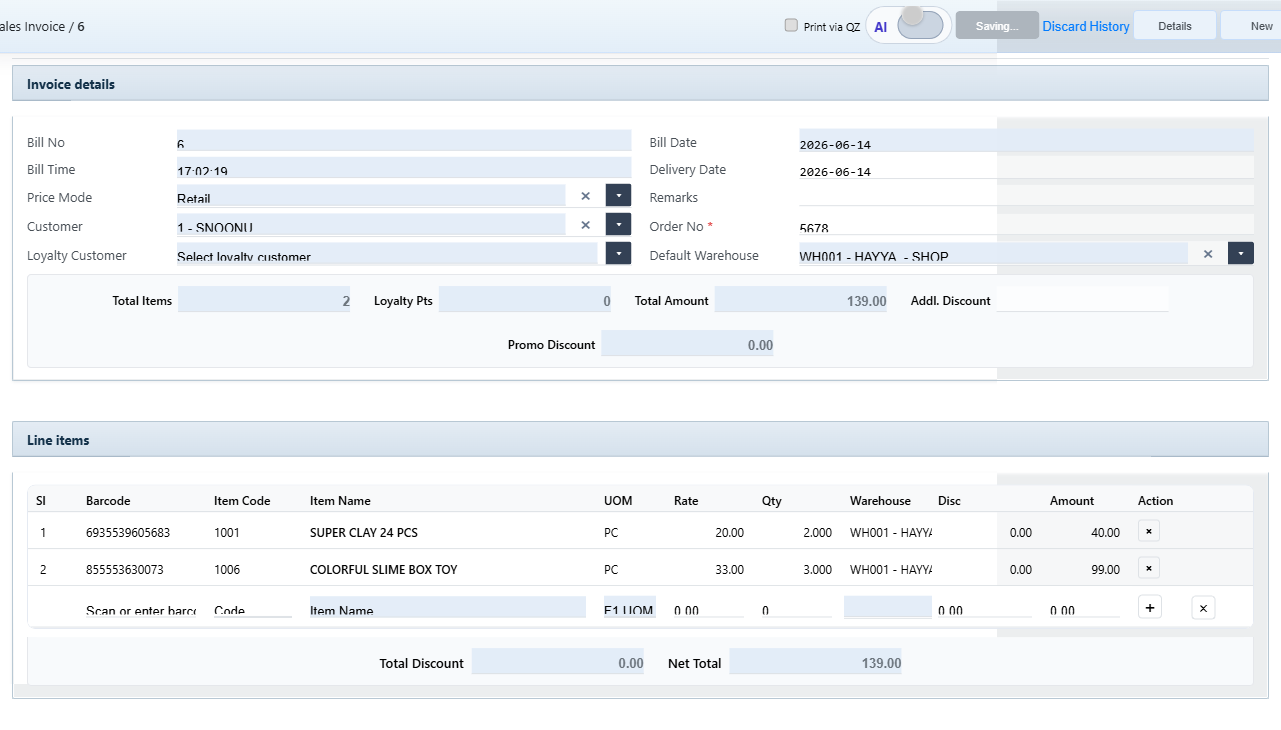 ales Invoice / 6 Print via QZ AI Saving... Discard History Details New
Invoice details
Bill No 6 Bill Date 2026-06-14
Bill Time 17:02:19 Delivery Date 2026-06-14
Price Mode Retail × Remarks
Customer 1 - SNOONU × Order No * 5678
Loyalty Customer Select loyalty customer Default Warehouse WH001 - HAYYA - SHOP ×
Total Items 2 Loyalty Pts 0 Total Amount 139.00 Addl. Discount
Promo Discount 0.00
Line items
Sl Barcode Item Code Item Name UOM Rate Qty Warehouse Disc Amount Action
1 6935539605683 1001 SUPER CLAY 24 PCS PC 20.00 2.000 WH001 - HAYYA 0.00 40.00 ×
2 855553630073 1006 COLORFUL SLIME BOX TOY PC 33.00 3.000 WH001 - HAYYA 0.00 99.00 ×
Scan or enter barco Code Item Name F1 UOM 0.00 0 0.00 0.00 + ×
Total Discount 0.00 Net Total 139.00